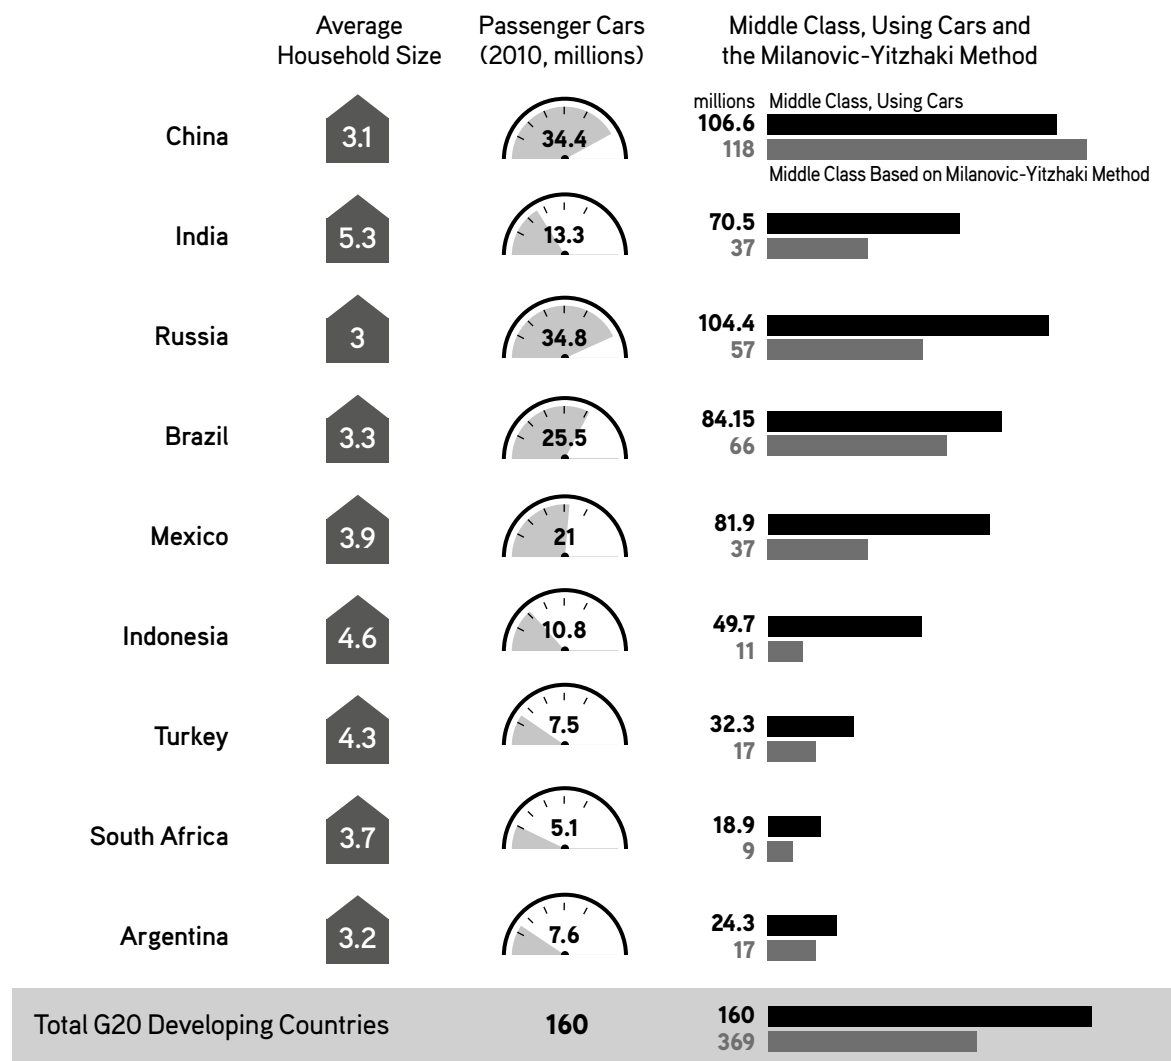 Average
Household Size
Passenger Cars
(2010, millions)
Middle Class, Using Cars and
the Milanovic-Yitzhaki Method
millions Middle Class, Using Cars
China 3.1 34.4 106.6
118
Middle Class Based on Milanovic-Yitzhaki Method
India 5.3 13.3 70.5
37
Russia 3 34.8 104.4
57
Brazil 3.3 25.5 84.15
66
Mexico 3.9 21 81.9
37
Indonesia 4.6 10.8 49.7
11
Turkey 4.3 7.5 32.3
17
South Africa 3.7 5.1 18.9
9
Argentina 3.2 7.6 24.3
17
Total G20 Developing Countries 160 160
369